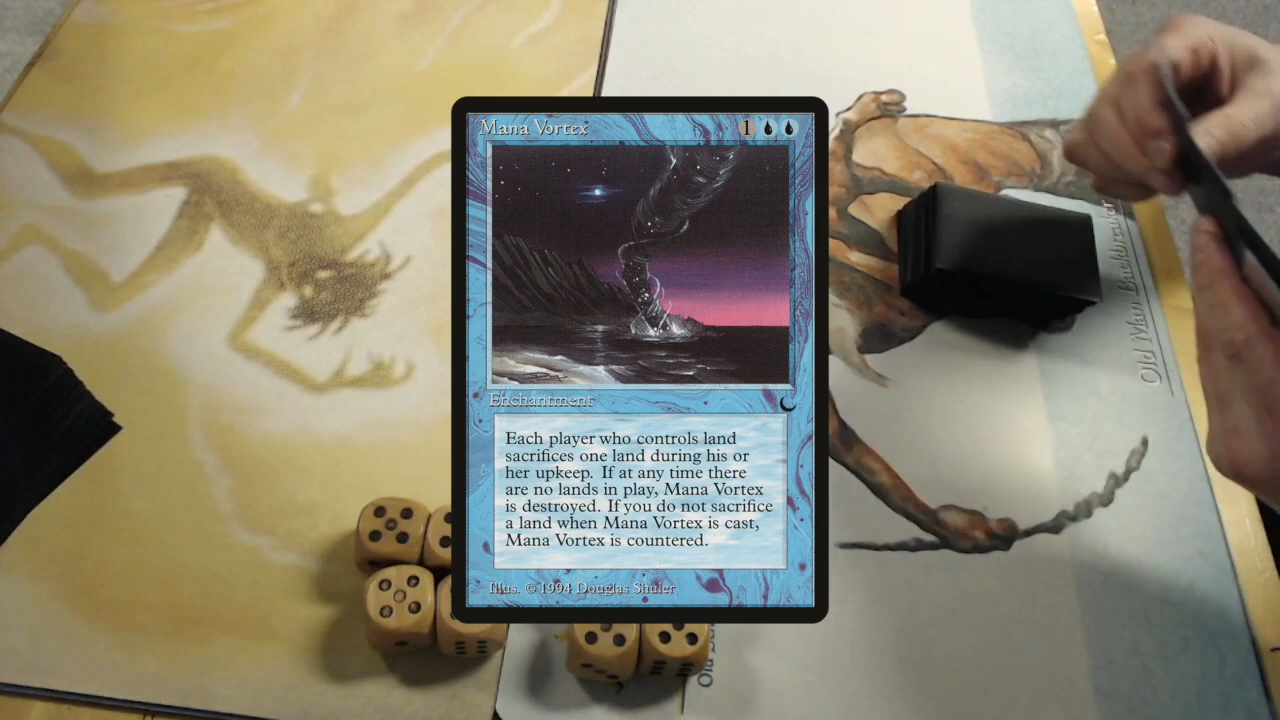 Mana Vortex
1
Enchantment
Each player who controls land
sacrifices one land during his or
her upkeep. If at any time there
are no lands in play, Mana Vortex
is destroyed. If you do not sacrifice
a land when Mana Vortex is cast,
Mana Vortex is countered.
Illus. © 1994 Douglas Shuler
Old Man Backbreaker
Old